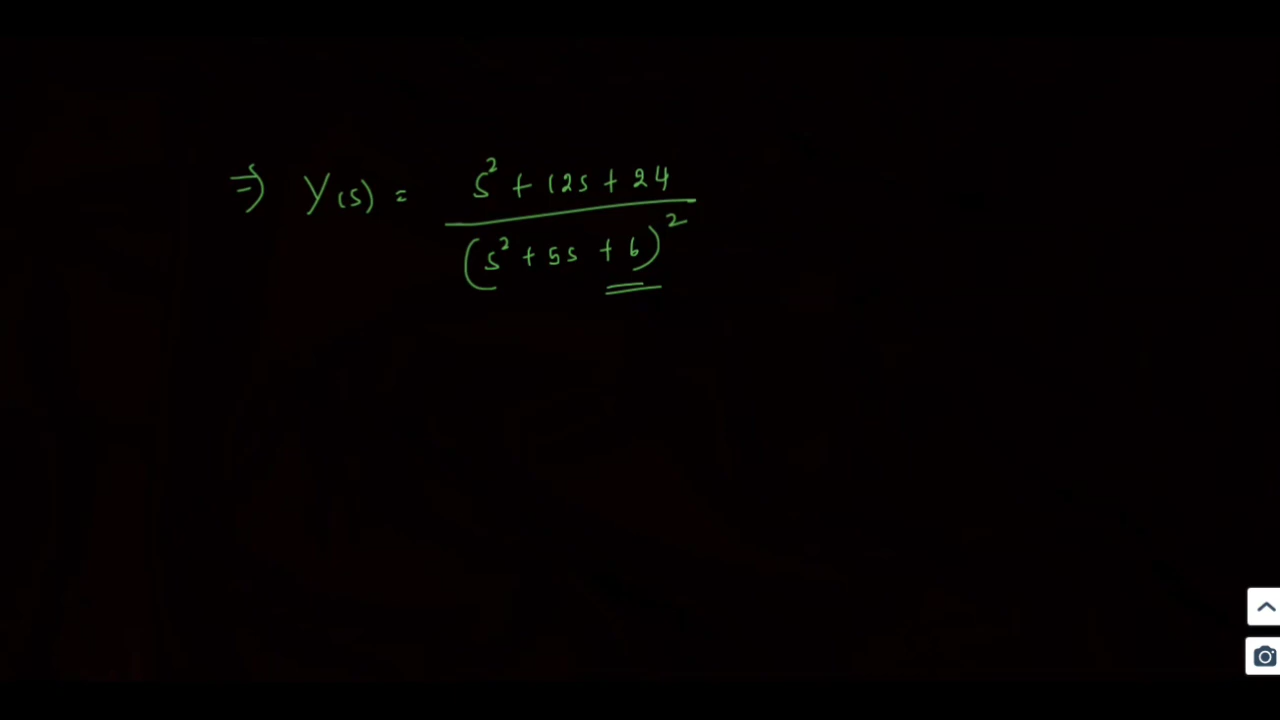 ⇒ Y(s) = (s² + 12s + 24) / (s² + 5s + 6)²